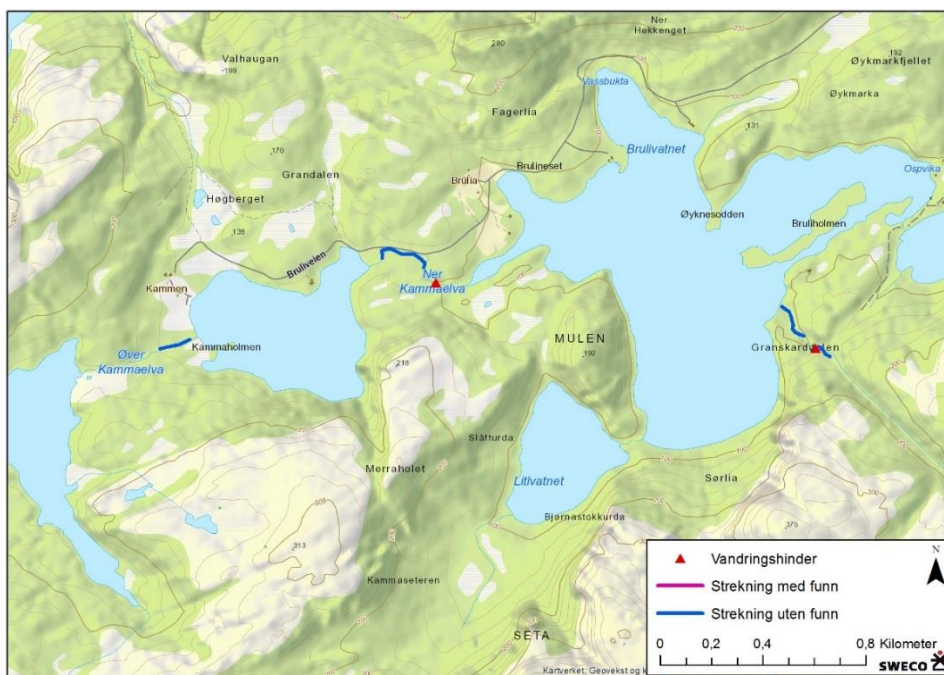 Ner
Hekkenget
Valhaugan
199
280
192
Øykmarkfjellet
Øykmarka
Vassbukta
Fagerlia
131
Brulivatnet
170
Grandalen
Brulineset
Brulia
Ospvika
Høgberget
138
Øyknesodden
Bruliholmen
Bruliveien
Ner
Kammaelva
Kammen
Kammaholmen
Øver
Kammaelva
MULEN
192
Granskardalen
218
Slåtturda
Merraholet
Litlvatnet
Sørlia
Bjørnastokkurda
375
313
Kammaseteren
SETA
Vandringshinder
Strekning med funn
Strekning uten funn
N
0 0,2 0,4 0,8 Kilometer
SWECO
Kartverket: Geovekst og k